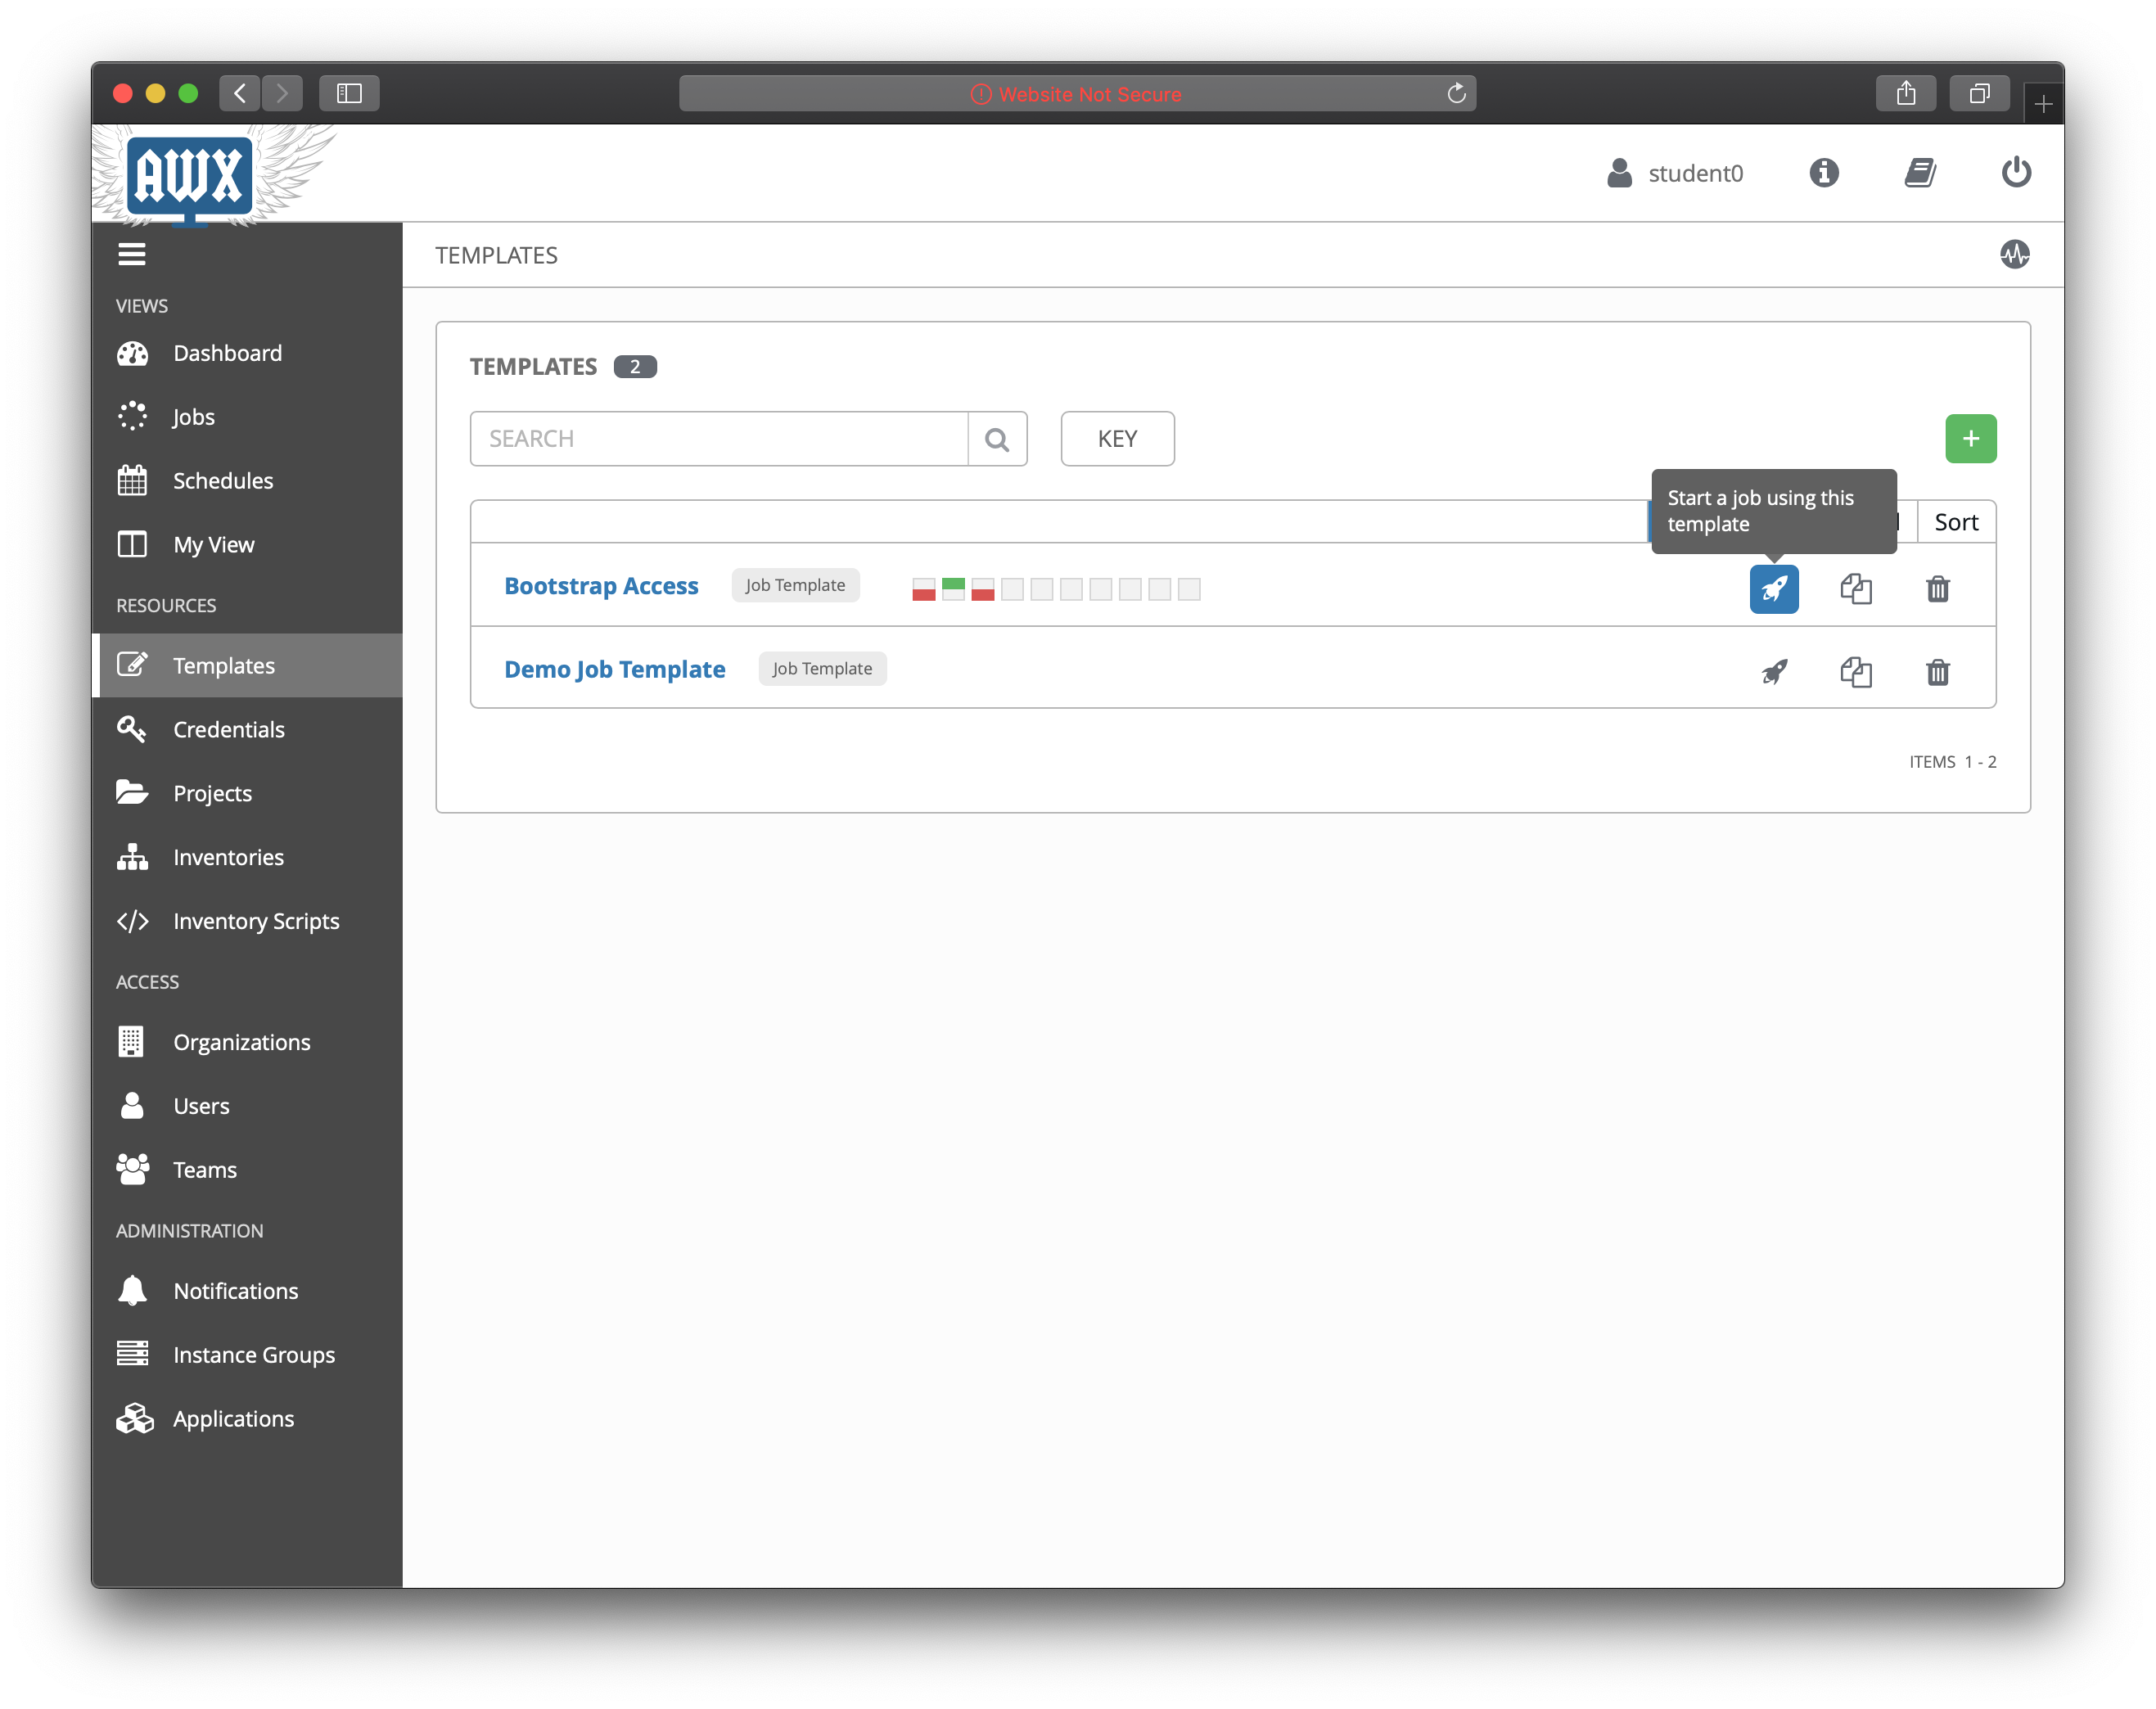 Website Not Secure
AWX
student0
TEMPLATES
VIEWS
Dashboard
Jobs
Schedules
My View
RESOURCES
Templates
Credentials
Projects
Inventories
Inventory Scripts
ACCESS
Organizations
Users
Teams
ADMINISTRATION
Notifications
Instance Groups
Applications
TEMPLATES 2
SEARCH
KEY
+
Start a job using this
template
Sort
Bootstrap Access Job Template
Demo Job Template Job Template
ITEMS 1 - 2